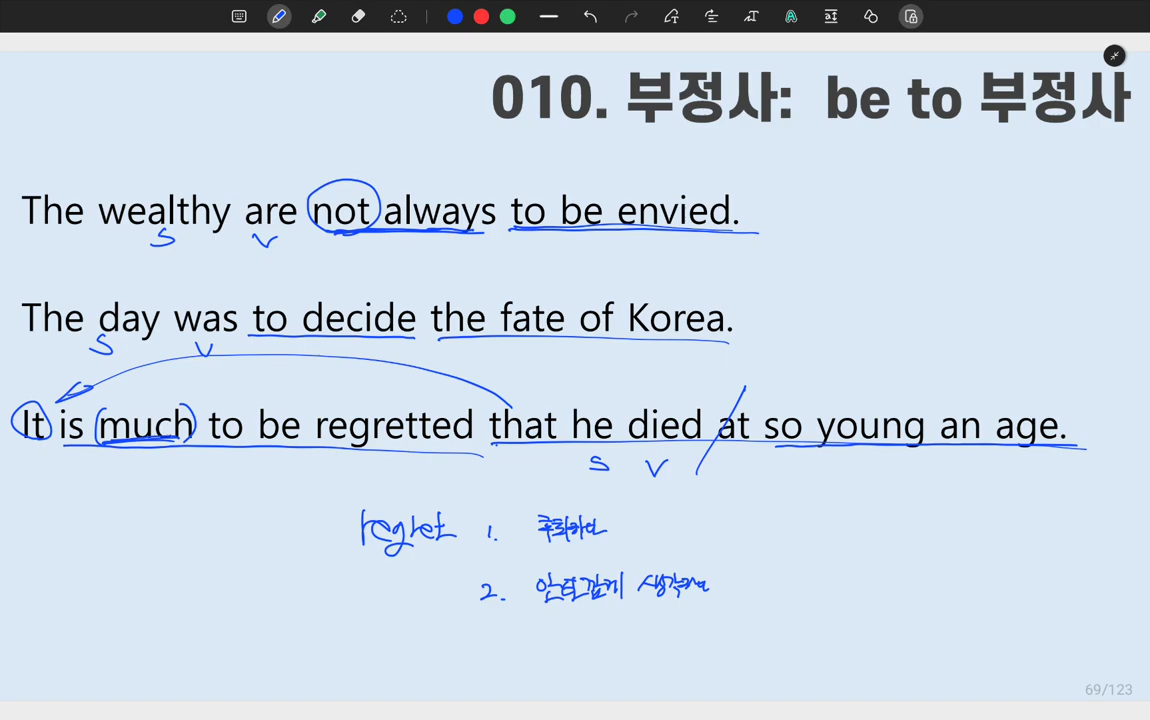 010. 부정사: be to 부정사
The wealthy are not always to be envied.
S V
The day was to decide the fate of Korea.
S V
It is (much) to be regretted that he died / at so young an age.
S V
regret 1. 후회하다
2. 안타깝게 생각하다
69/123